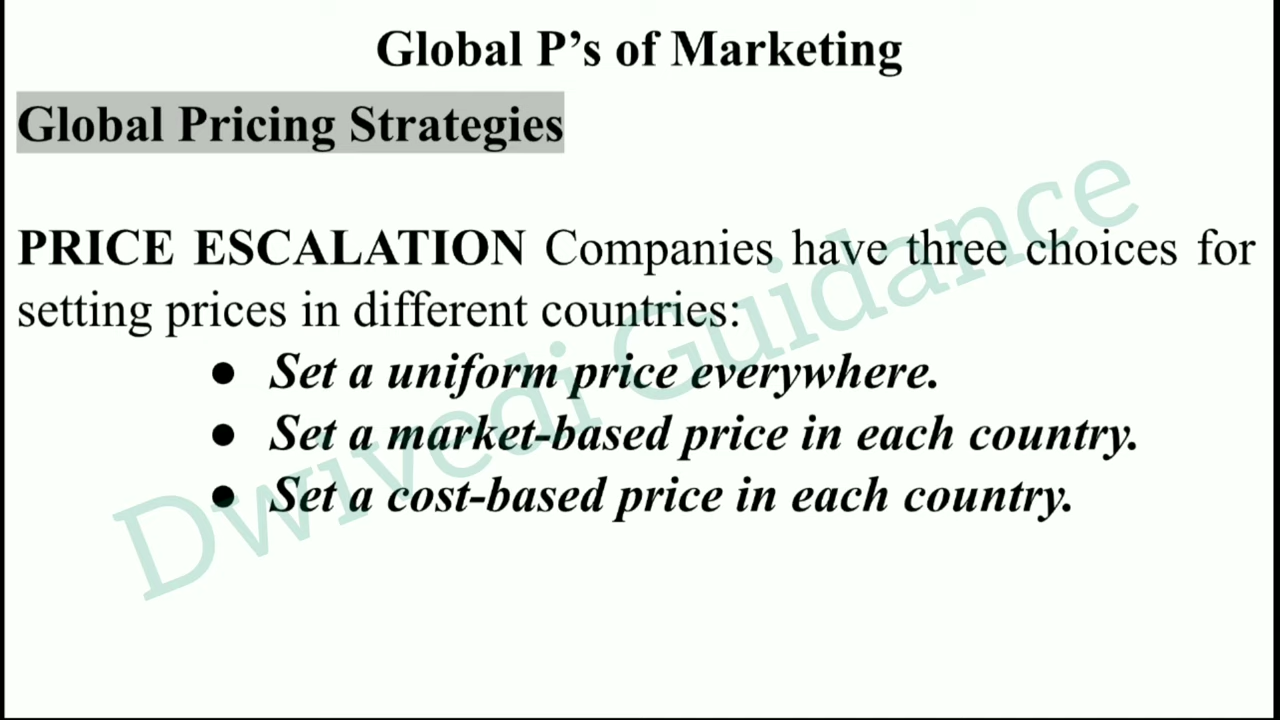 Global P’s of Marketing
Global Pricing Strategies
PRICE ESCALATION Companies have three choices for
setting prices in different countries:
● Set a uniform price everywhere.
● Set a market-based price in each country.
● Set a cost-based price in each country.
Dwivedi Guidance